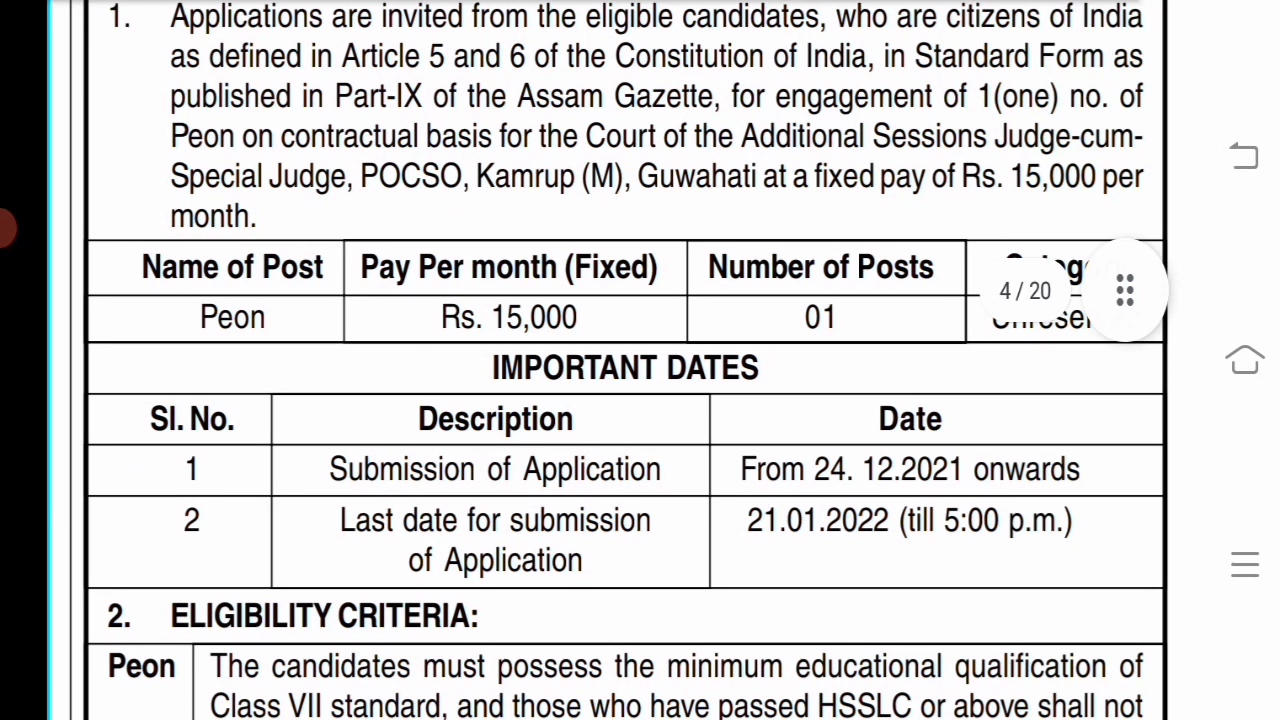 1. Applications are invited from the eligible candidates, who are citizens of India
as defined in Article 5 and 6 of the Constitution of India, in Standard Form as
published in Part-IX of the Assam Gazette, for engagement of 1(one) no. of
Peon on contractual basis for the Court of the Additional Sessions Judge-cum-
Special Judge, POCSO, Kamrup (M), Guwahati at a fixed pay of Rs. 15,000 per
month.
Name of Post Pay Per month (Fixed) Number of Posts
4 / 20
Peon Rs. 15,000 01
IMPORTANT DATES
Sl. No. Description Date
1 Submission of Application From 24. 12.2021 onwards
2 Last date for submission 21.01.2022 (till 5:00 p.m.)
of Application
2. ELIGIBILITY CRITERIA:
Peon The candidates must possess the minimum educational qualification of
Class VII standard, and those who have passed HSSLC or above shall not